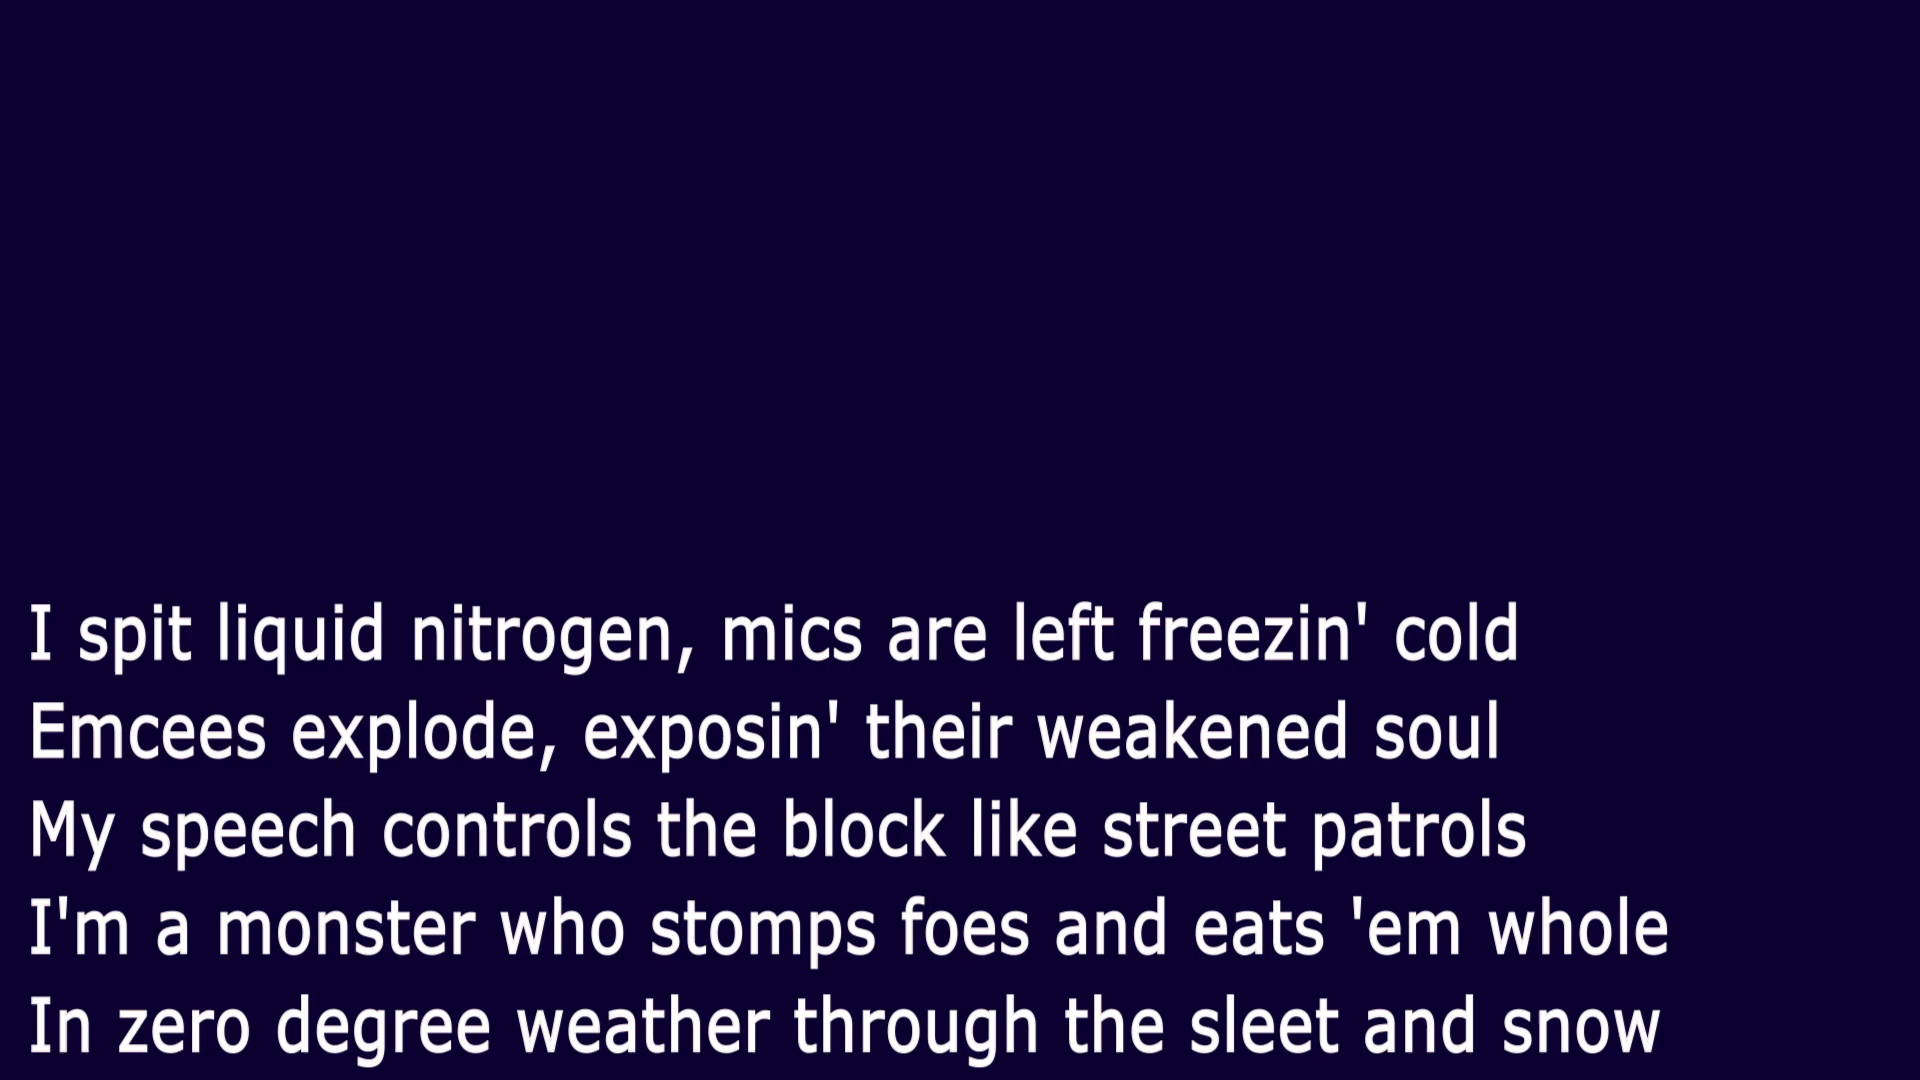 I spit liquid nitrogen, mics are left freezin' cold
Emcees explode, exposin' their weakened soul
My speech controls the block like street patrols
I'm a monster who stomps foes and eats 'em whole
In zero degree weather through the sleet and snow